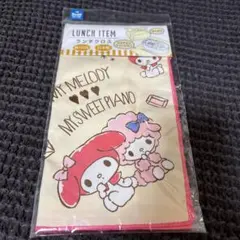 LUNCH ITEM
ランチクロス
MY MELODY
MY SWEET PIANO